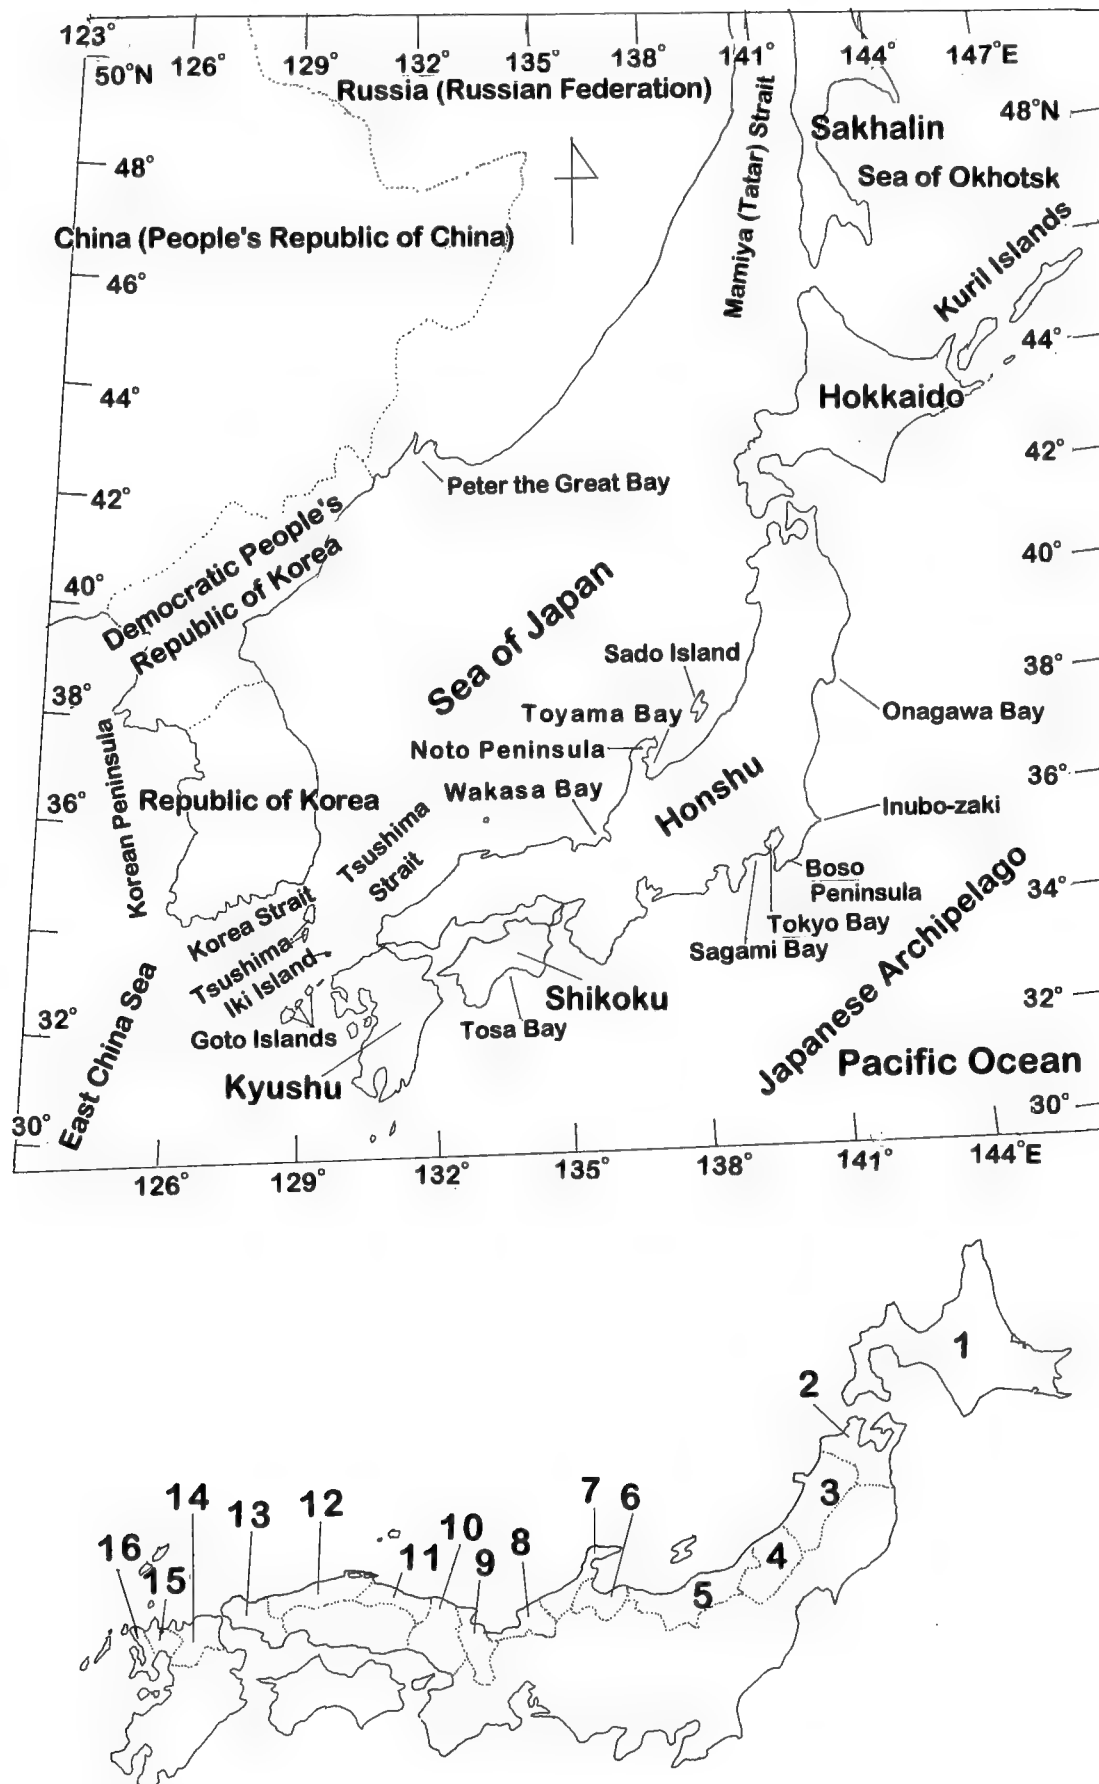 123°
126°
129°
132°
135°
138°
141°
144°
147°E
50°N
Russia (Russian Federation)
48°N
Mamiya (Tatar) Strait
Sakhalin
48°
Sea of Okhotsk
China (People's Republic of China)
Kuril Islands
46°
44°
44°
Hokkaido
42°
Peter the Great Bay
42°
Democratic People's
Republic of Korea
40°
40°
Sea of Japan
Sado Island
38°
38°
Toyama Bay
Onagawa Bay
Noto Peninsula
Korean Peninsula
36°
Wakasa Bay
Honshu
36°
Republic of Korea
Inubo-zaki
Tsushima
Strait
Boso
Peninsula
34°
Tokyo Bay
Sagami Bay
Korea Strait
Tsushima
Iki Island
Japanese Archipelago
East China Sea
Shikoku
32°
32°
Goto Islands
Tosa Bay
Kyushu
Pacific Ocean
30°
30°
126°
129°
132°
135°
138°
141°
144°E
1
2
3
4
5
6
7
8
9
10
11
12
13
14
15
16